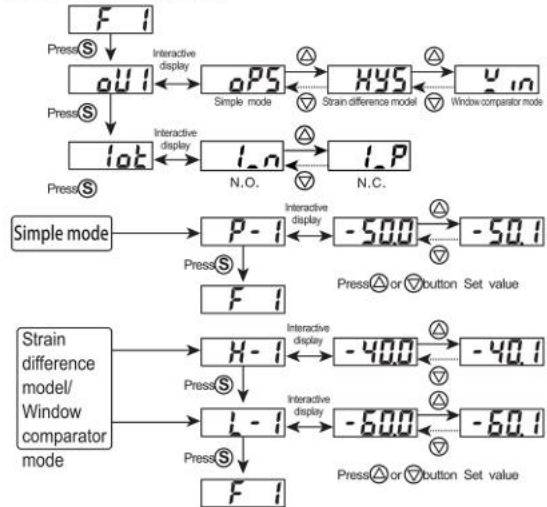 F 1
Press Ⓢ
Interactive display
oU1
oPS
HYS
Win
Simple mode
Strain difference model
Window comparator mode
Press Ⓢ
Interactive display
1ot
1_n
1_P
Press Ⓢ
N.O.
N.C.
Simple mode
Interactive display
P-1
-50.0
-50.1
Press Ⓢ
Press △ or ▽ button Set value
F 1
Strain difference model/ Window comparator mode
Interactive display
H-1
-40.0
-40.1
Press Ⓢ
Interactive display
L-1
-60.0
-60.1
Press Ⓢ
Press △ or ▽ button Set value
F 1